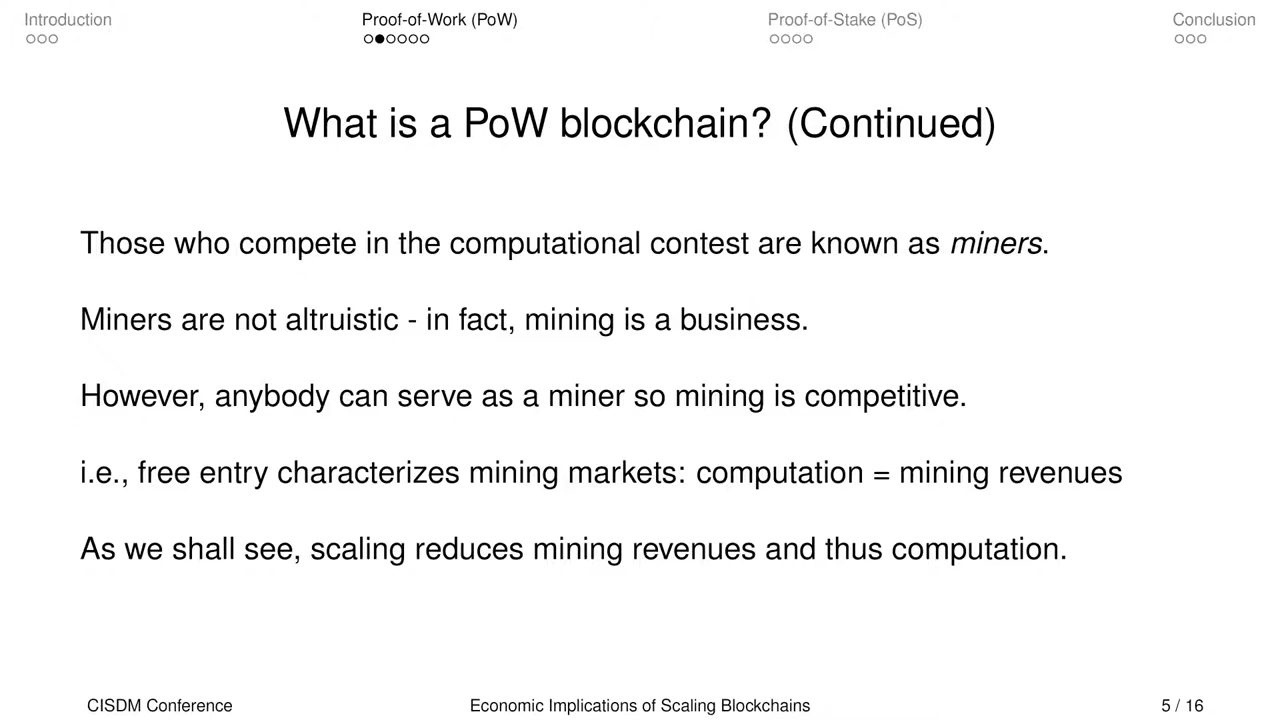 Introduction Proof-of-Work (PoW) Proof-of-Stake (PoS) Conclusion
What is a PoW blockchain? (Continued)
Those who compete in the computational contest are known as miners.
Miners are not altruistic - in fact, mining is a business.
However, anybody can serve as a miner so mining is competitive.
i.e., free entry characterizes mining markets: computation = mining revenues
As we shall see, scaling reduces mining revenues and thus computation.
CISDM Conference Economic Implications of Scaling Blockchains 5 / 16